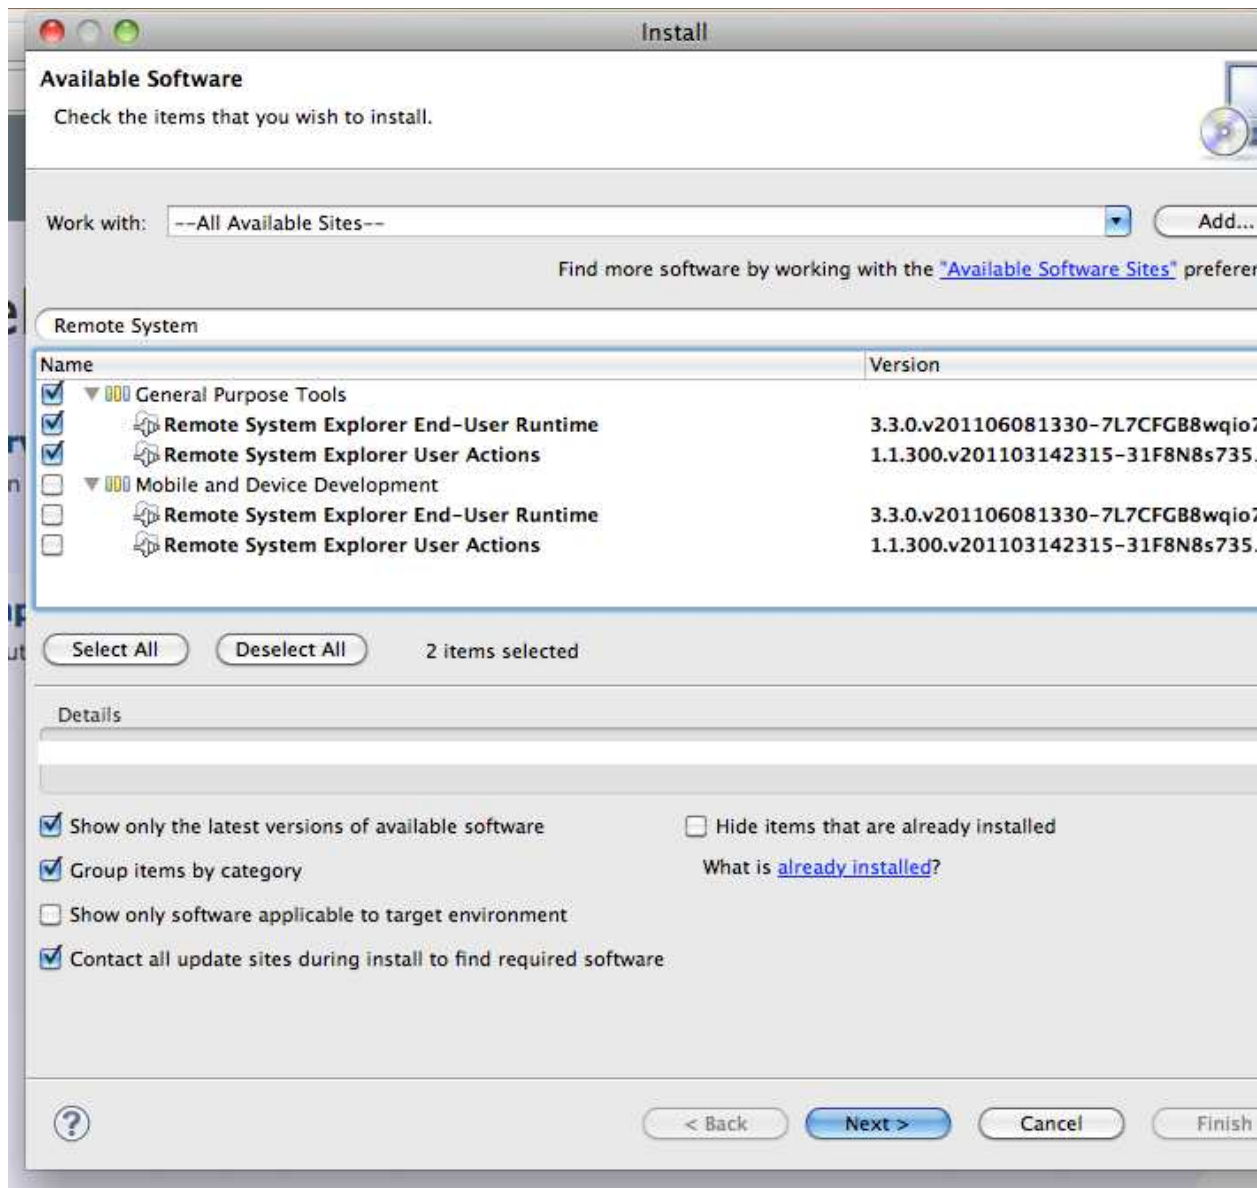 Install
Available Software
Check the items that you wish to install.
Work with: --All Available Sites-- Add...
Find more software by working with the "Available Software Sites"
Remote System
Name Version
General Purpose Tools
Remote System Explorer End-User Runtime 3.3.0.v201106081330-7L7CFGB8wqio7
Remote System Explorer User Actions 1.1.300.v201103142315-31F8N8s735.
Mobile and Device Development
Remote System Explorer End-User Runtime 3.3.0.v201106081330-7L7CFGB8wqio7
Remote System Explorer User Actions 1.1.300.v201103142315-31F8N8s735.
Select All Deselect All 2 items selected
Details
Show only the latest versions of available software Hide items that are already installed
Group items by category What is already installed?
Show only software applicable to target environment
Contact all update sites during install to find required software
? < Back Next > Cancel Finish